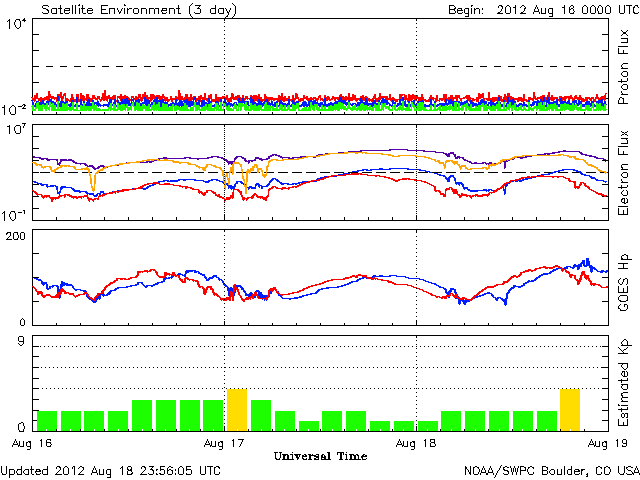 Satellite Environment (3 day) Begin: 2012 Aug 16 0000 UTC
10⁴
10⁻²
Proton Flux
10⁷
10⁻¹
Electron Flux
200
0
GOES Hp
9
0
Estimated Kp
Aug 16 Aug 17 Aug 18 Aug 19
Universal Time
Updated 2012 Aug 18 23:56:05 UTC NOAA/SWPC Boulder, CO USA